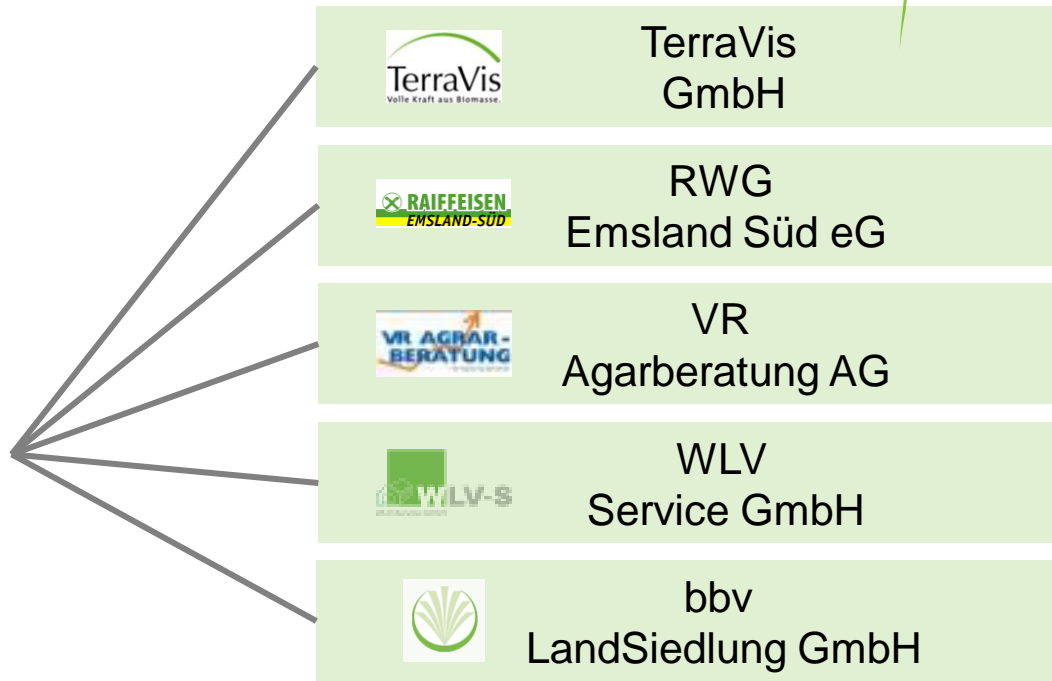 TerraVis
Volle Kraft aus Biomasse.
TerraVis
GmbH
RAIFFEISEN
EMSLAND-SÜD
RWG
Emsland Süd eG
VR AGRAR-
BERATUNG
VR
Agarberatung AG
WLV-S
WLV
Service GmbH
bbv
LandSiedlung GmbH